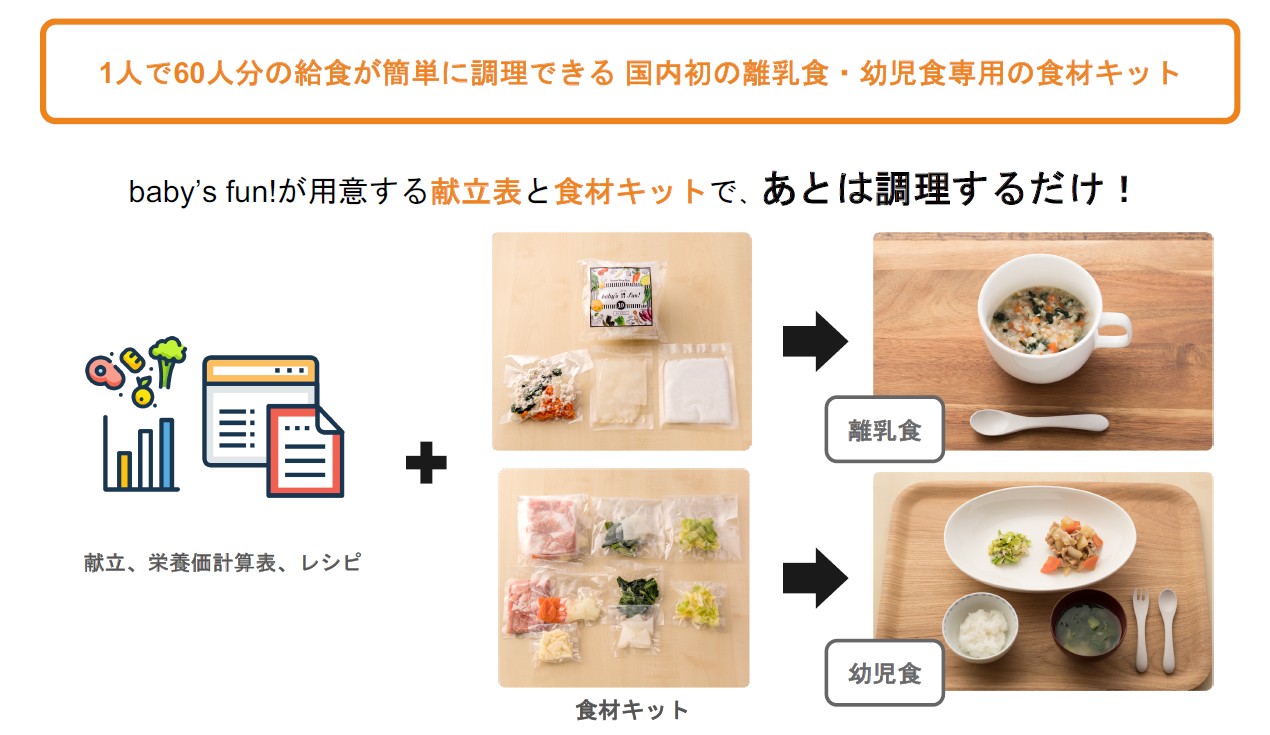 1人で60人分の給食が簡単に調理できる 国内初の離乳食・幼児食専用の食材キット
baby’s fun!が用意する献立表と食材キットで、あとは調理するだけ！
baby's fun!
離乳食
献立、栄養価計算表、レシピ
幼児食
食材キット